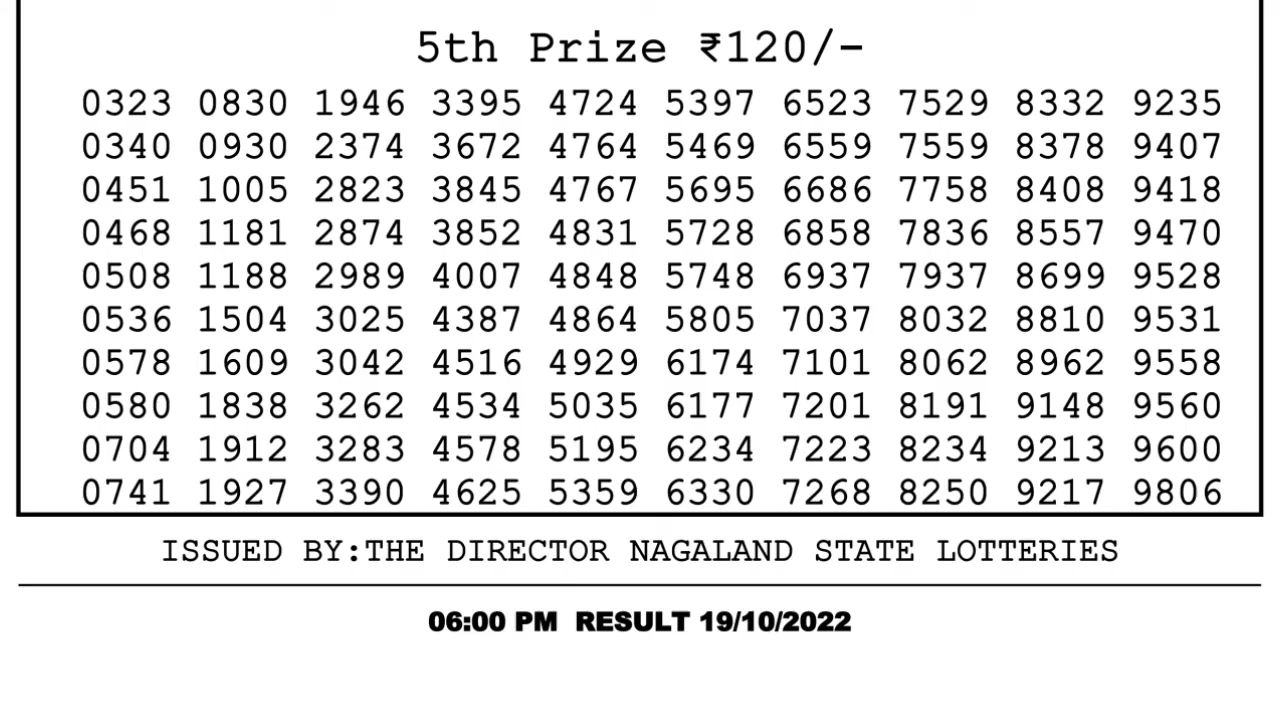 5th Prize ₹120/-
0323 0830 1946 3395 4724 5397 6523 7529 8332 9235
0340 0930 2374 3672 4764 5469 6559 7559 8378 9407
0451 1005 2823 3845 4767 5695 6686 7758 8408 9418
0468 1181 2874 3852 4831 5728 6858 7836 8557 9470
0508 1188 2989 4007 4848 5748 6937 7937 8699 9528
0536 1504 3025 4387 4864 5805 7037 8032 8810 9531
0578 1609 3042 4516 4929 6174 7101 8062 8962 9558
0580 1838 3262 4534 5035 6177 7201 8191 9148 9560
0704 1912 3283 4578 5195 6234 7223 8234 9213 9600
0741 1927 3390 4625 5359 6330 7268 8250 9217 9806
ISSUED BY:THE DIRECTOR NAGALAND STATE LOTTERIES
06:00 PM RESULT 19/10/2022